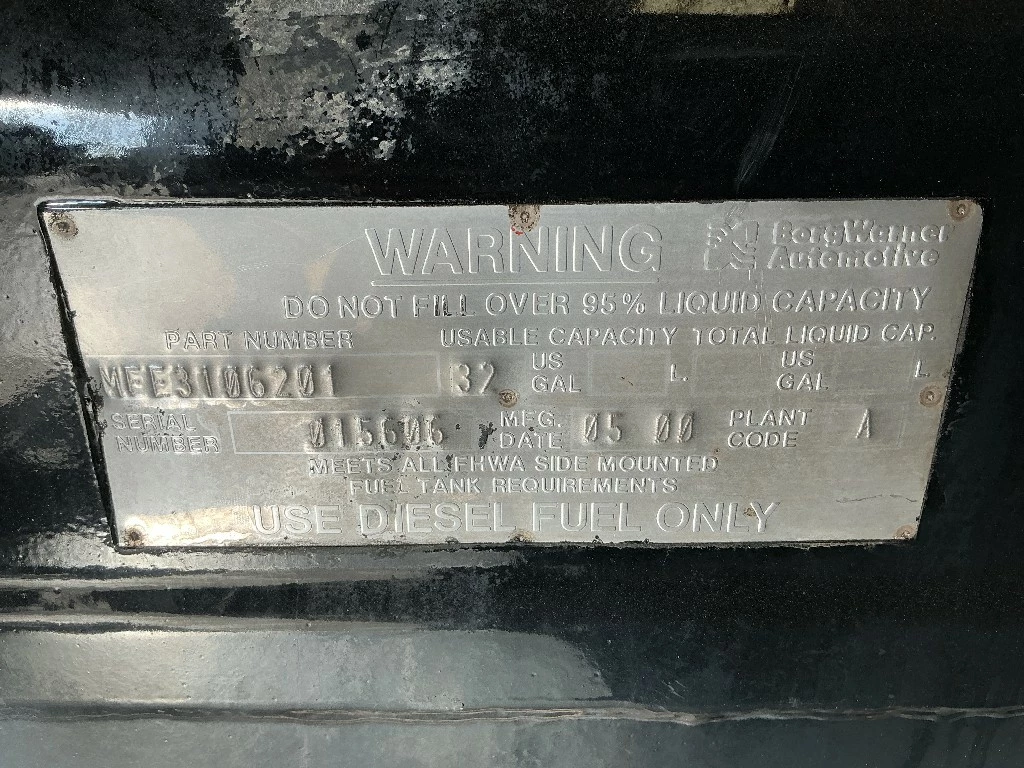 WARNING BorgWarner
Automotive
DO NOT FILL OVER 95% LIQUID CAPACITY
PART NUMBER USABLE CAPACITY TOTAL LIQUID CAP.
MEE3106201 32 US GAL L. US GAL L
SERIAL NUMBER 015606 MFG. DATE 05 00 PLANT CODE A
MEETS ALL FHWA SIDE MOUNTED
FUEL TANK REQUIREMENTS
USE DIESEL FUEL ONLY